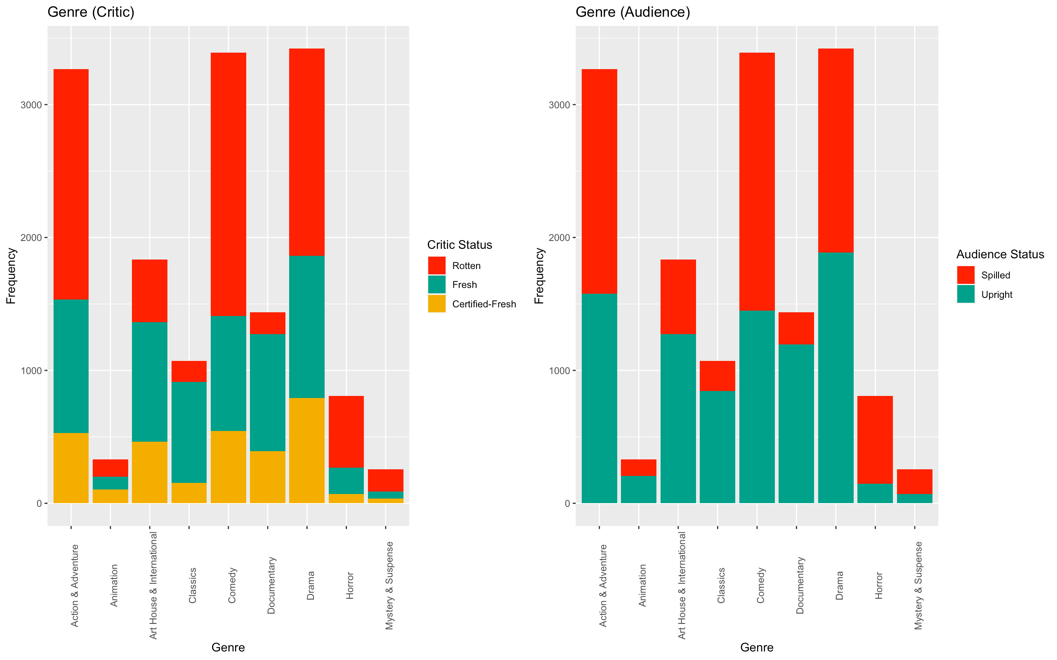 Genre (Critic)
Frequency
3000
2000
1000
0
Action & Adventure
Animation
Art House & International
Classics
Comedy
Documentary
Drama
Horror
Mystery & Suspense
Genre
Critic Status
Rotten
Fresh
Certified-Fresh
Genre (Audience)
Frequency
3000
2000
1000
0
Action & Adventure
Animation
Art House & International
Classics
Comedy
Documentary
Drama
Horror
Mystery & Suspense
Genre
Audience Status
Spilled
Upright